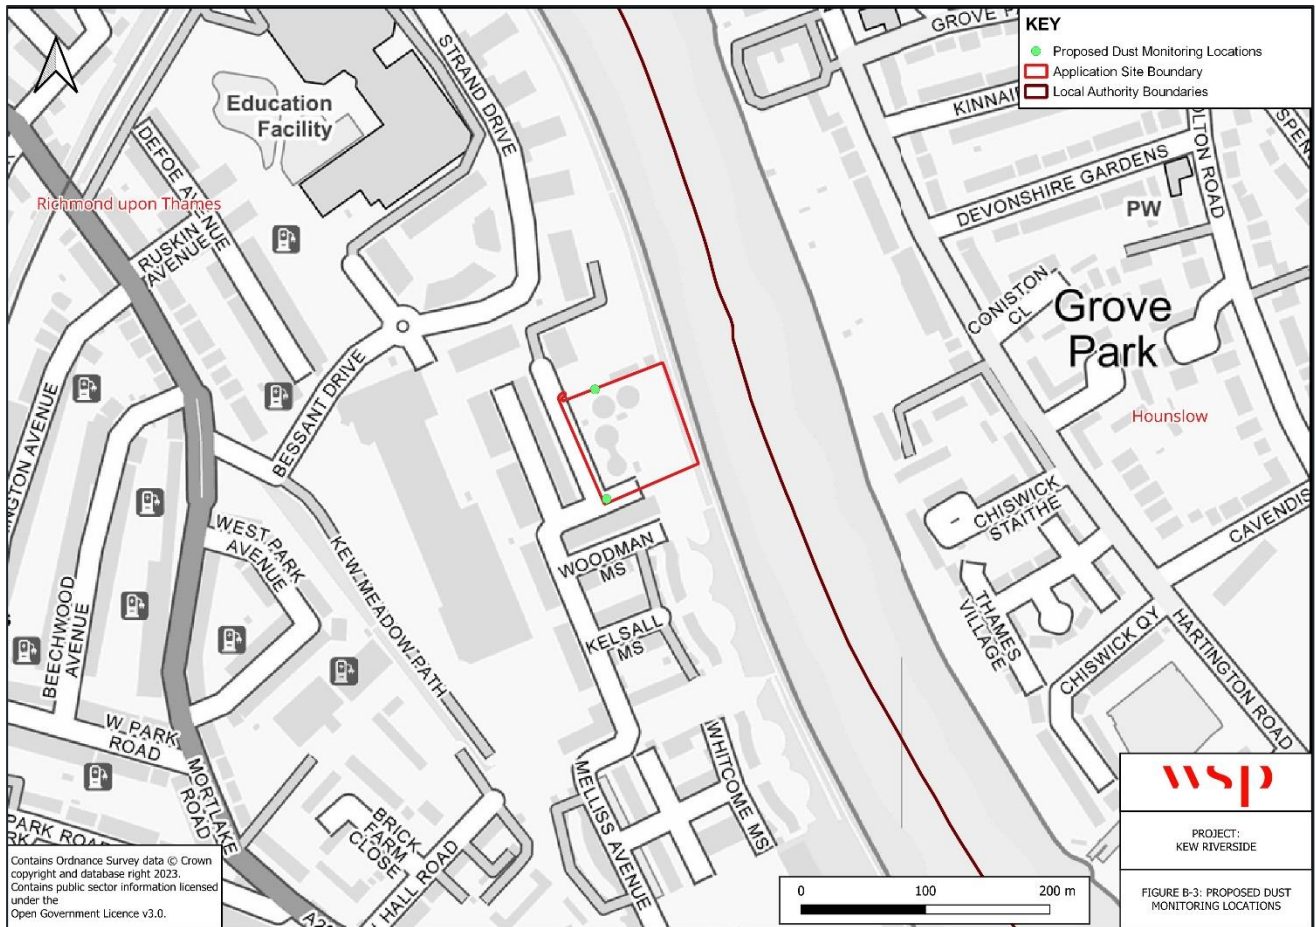 KEY
Proposed Dust Monitoring Locations
Application Site Boundary
Local Authority Boundaries
STRAND DRIVE
Education
Facility
DEFOE AVENUE
Richmond upon Thames
RUSKIN
AVENUE
BESSANT DRIVE
KINNAI
DEVONSHIRE GARDENS
PW
OLTON ROAD
SPEN
CONISTON
CL
Grove
Park
Hounslow
INGTON AVENUE
WEST PARK
AVENUE
KEW MEADOW PATH
WOODMAN
MS
KELSALL
MS
CHISWICK
STAITHE
CAVENDIS
THAMES
VILLAGE
CHISWICK QY
HARTINGTON ROAD
BEECHWOOD
AVENUE
W PARK
ROAD
MORTLAKE
ROAD
PARK ROAD
BRICK
FARM
CLOSE
HALL ROAD
MELLISS AVENUE
WHITCOME MS
wsp
PROJECT:
KEW RIVERSIDE
FIGURE B-3: PROPOSED DUST
MONITORING LOCATIONS
0 100 200 m
Contains Ordnance Survey data © Crown
copyright and database right 2023.
Contains public sector information licensed
under the
Open Government Licence v3.0.